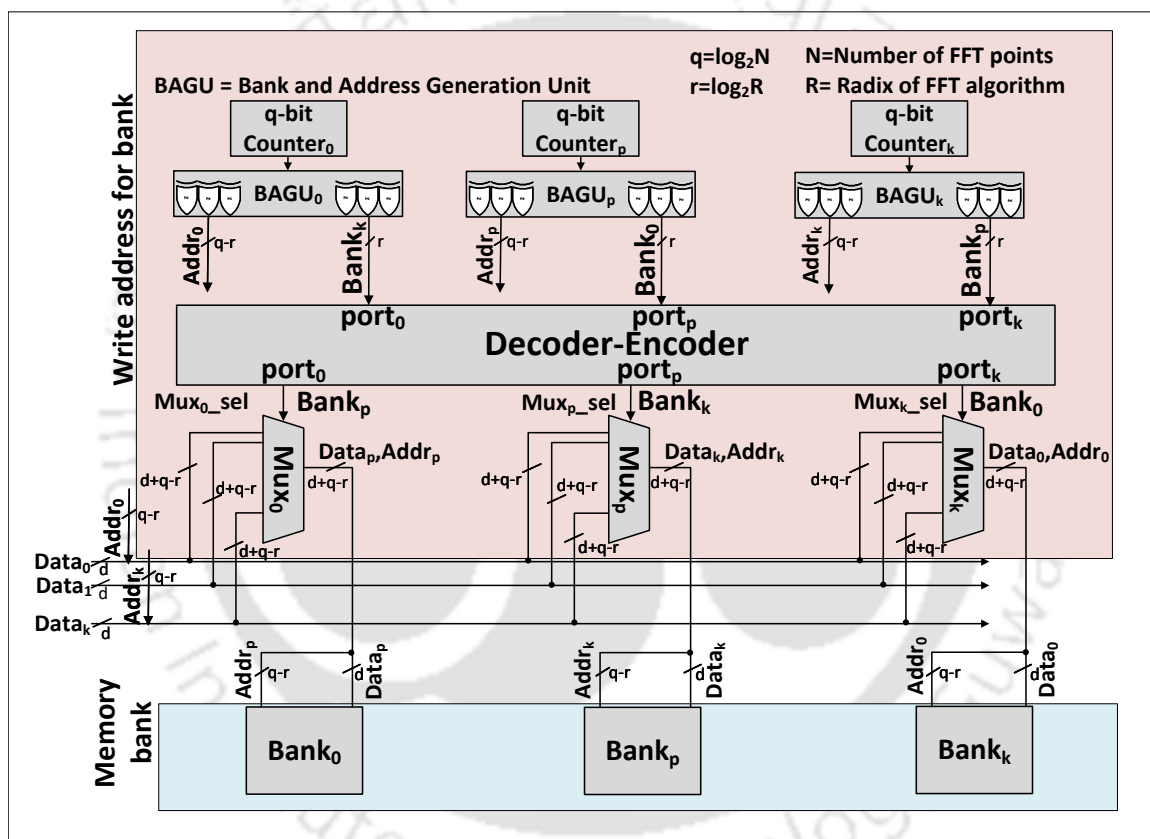 q=log₂N N=Number of FFT points
BAGU = Bank and Address Generation Unit r=log₂R R= Radix of FFT algorithm
q-bit Counter₀
q-bit Counterₚ
q-bit Counterₖ
BAGU₀
BAGUₚ
BAGUₖ
Write address for bank
Addr₀ q-r
Bankₖ r
Addrₚ q-r
Bank₀ r
Addrₖ q-r
Bankₚ r
port₀ portₚ portₖ
Decoder-Encoder
port₀ portₚ portₖ
Mux₀_sel Bankₚ
Muxₚ_sel Bankₖ
Muxₖ_sel Bank₀
Mux₀
Dataₚ,Addrₚ
d+q-r
d+q-r
d+q-r
d+q-r
Muxₚ
Dataₖ,Addrₖ
d+q-r
d+q-r
d+q-r
d+q-r
Muxₖ
Data₀,Addr₀
d+q-r
d+q-r
d+q-r
d+q-r
Addr₀ q-r
Data₀ d
Addrₖ q-r
Data₁ d
Dataₖ d
Addrₚ q-r
d Dataₚ
Addrₖ q-r
d Dataₖ
Addr₀ q-r
d Data₀
Memory bank
Bank₀
Bankₚ
Bankₖ